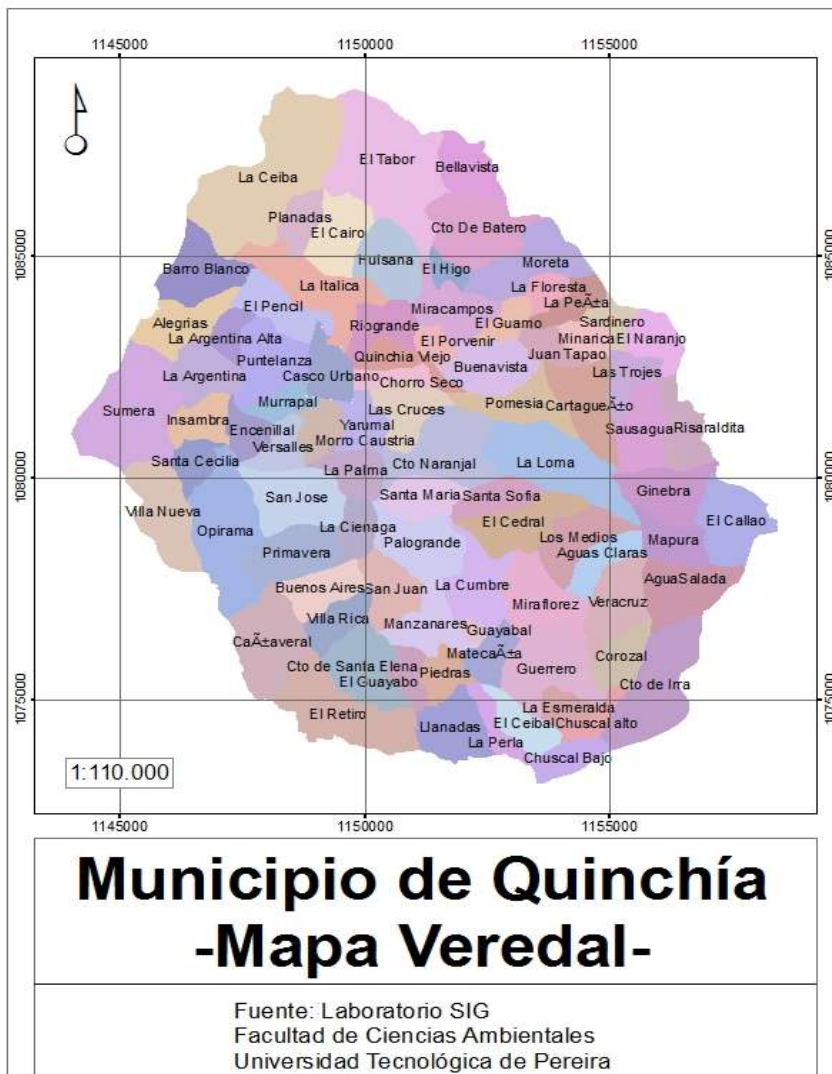 1145000 1150000 1155000
El Tabor
Bellavista
La Ceiba
Planadas
El Cairo
Cto De Batero
1085000 1085000
Huisana
Moreta
Barro Blanco
El Higo
La Italica
La Floresta
La PeÃ±a
El Pencil
Miracampos
Alegrias
Riogrande
El Guamo
Sardinero
La Argentina Alta
El Porvenir
Minarica
El Naranjo
Quinchia Viejo
Juan Tapao
Puntelanza
Buenavista
La Argentina
Casco Urbano
Chorro Seco
Las Trojes
Sumera
Murrapal
Las Cruces
Pomesia
CartagueÃ±o
Insambra
Encenillal
Yarumal
Sausagua
Risaraldita
Versalles
Morro Caustria
Santa Cecilia
La Palma
Cto Naranjal
La Loma
1080000 1080000
San Jose
Santa Maria
Santa Sofia
Ginebra
Villa Nueva
Opirama
La Cienaga
El Cedral
El Callao
Primavera
Palogrande
Los Medios
Mapura
Aguas Claras
Buenos Aires
San Juan
La Cumbre
AguaSalada
Miraflorez
Veracruz
Villa Rica
Manzanares
Guayabal
CaÃ±averal
MatecaÃ±a
Corozal
Cto de Santa Elena
Piedras
Guerrero
El Guayabo
Cto de Irra
1075000 1075000
El Retiro
La Esmeralda
Llanadas
El Ceibal
Chuscal alto
La Perla
Chuscal Bajo
1:110.000
1145000 1150000 1155000
Municipio de Quinchía
-Mapa Veredal-
Fuente: Laboratorio SIG
Facultad de Ciencias Ambientales
Universidad Tecnológica de Pereira